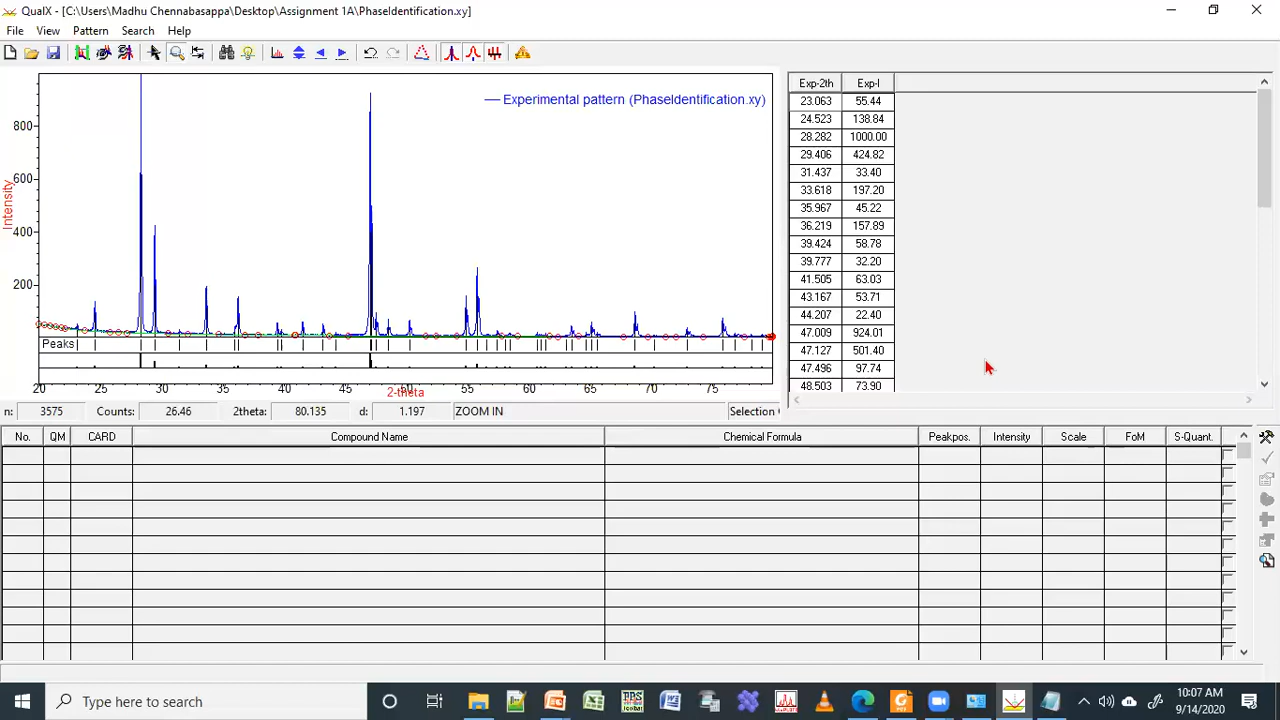 QualX - [C:\Users\Madhu Chennabasappa\Desktop\Assignment 1A\PhaseIdentification.xy]
File View Pattern Search Help
Experimental pattern (PhaseIdentification.xy)
800
600
400
200
Intensity
Peaks
20 25 30 35 40 45 50 55 60 65 70 75
2-theta
Exp-2th Exp-I
23.063 55.44
24.523 138.84
28.282 1000.00
29.406 424.82
31.437 33.40
33.618 197.20
35.967 45.22
36.219 157.89
39.424 58.78
39.777 32.20
41.505 63.03
43.167 53.71
44.207 22.40
47.009 924.01
47.127 501.40
47.496 97.74
48.503 73.90
n: 3575 Counts: 26.46 2theta: 80.135 d: 1.197 ZOOM IN Selection
No. QM CARD Compound Name Chemical Formula Peakpos. Intensity Scale FoM S-Quant.
Type here to search
10:07 AM
9/14/2020